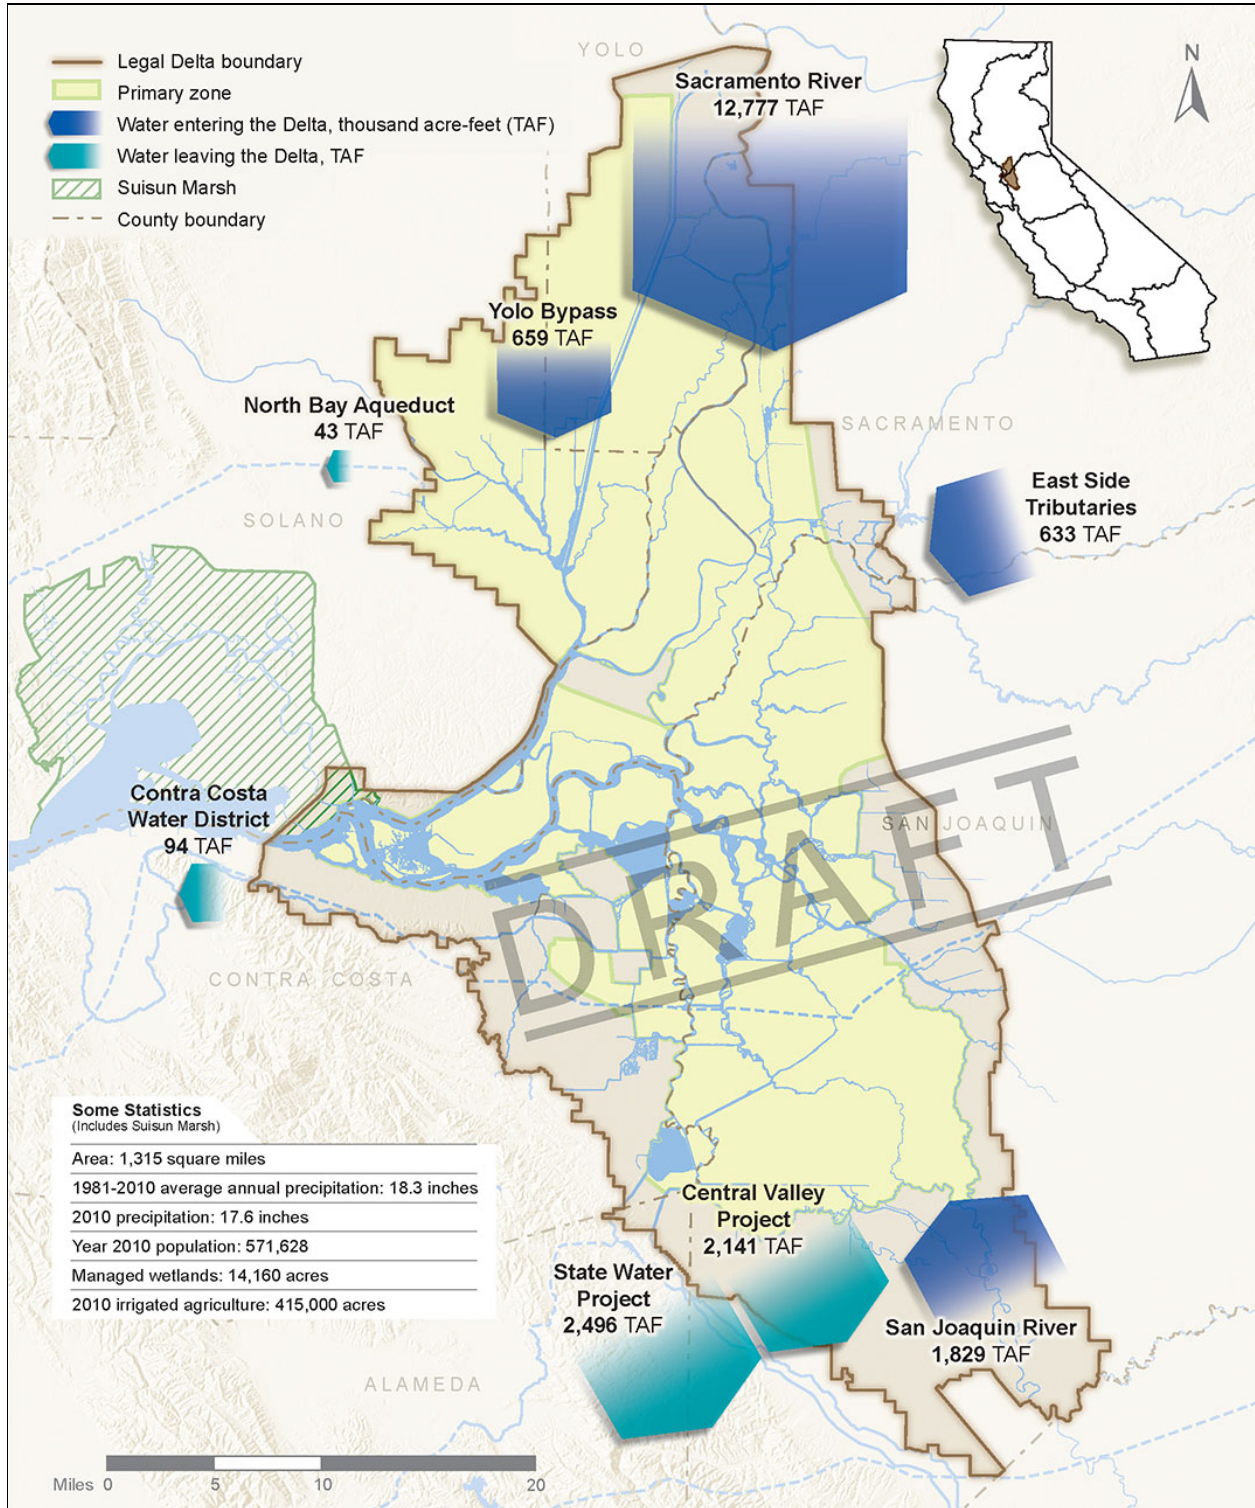 YOLO
Legal Delta boundary
Primary zone
Water entering the Delta, thousand acre-feet (TAF)
Water leaving the Delta, TAF
Suisun Marsh
County boundary
Sacramento River
12,777 TAF
N
Yolo Bypass
659 TAF
North Bay Aqueduct
43 TAF
SACRAMENTO
East Side
Tributaries
633 TAF
SOLANO
Contra Costa
Water District
94 TAF
SAN JOAQUIN
DRAFT
CONTRA COSTA
Some Statistics
(Includes Suisun Marsh)
Area: 1,315 square miles
1981-2010 average annual precipitation: 18.3 inches
2010 precipitation: 17.6 inches
Year 2010 population: 571,628
Managed wetlands: 14,160 acres
2010 irrigated agriculture: 415,000 acres
Central Valley
Project
2,141 TAF
State Water
Project
2,496 TAF
San Joaquin River
1,829 TAF
ALAMEDA
Miles 0 5 10 20